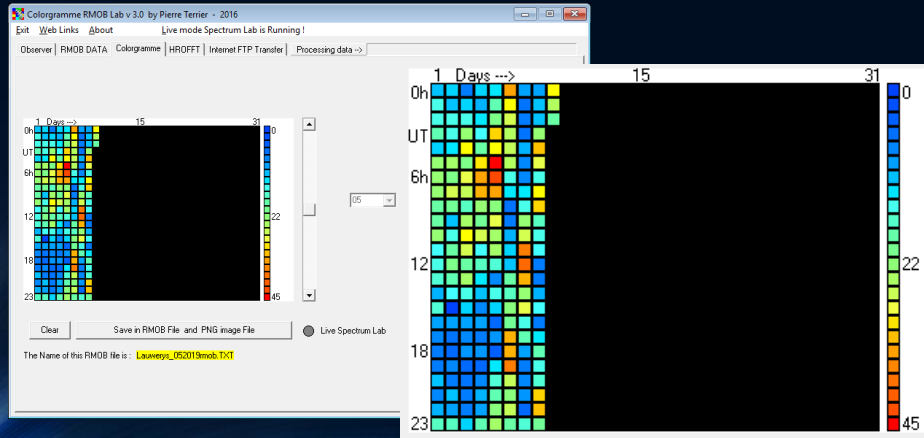 Colorgramme RMOB Lab v 3.0 by Pierre Terrier - 2016
Exit Web Links About Live mode Spectrum Lab is Running !
Observer RMOB DATA Colorgramme HROFFT Internet FTP Transfer Processing data -->
1 Days ---> 15 31
0h 0
UT
6h
12 22
18
23 45
05
Clear Save in RMOB File and PNG image File Live Spectrum Lab
The Name of this RMOB file is : Lauwerys_052019rmob.TXT
1 Days ---> 15 31
0h 0
UT
6h
12 22
18
23 45